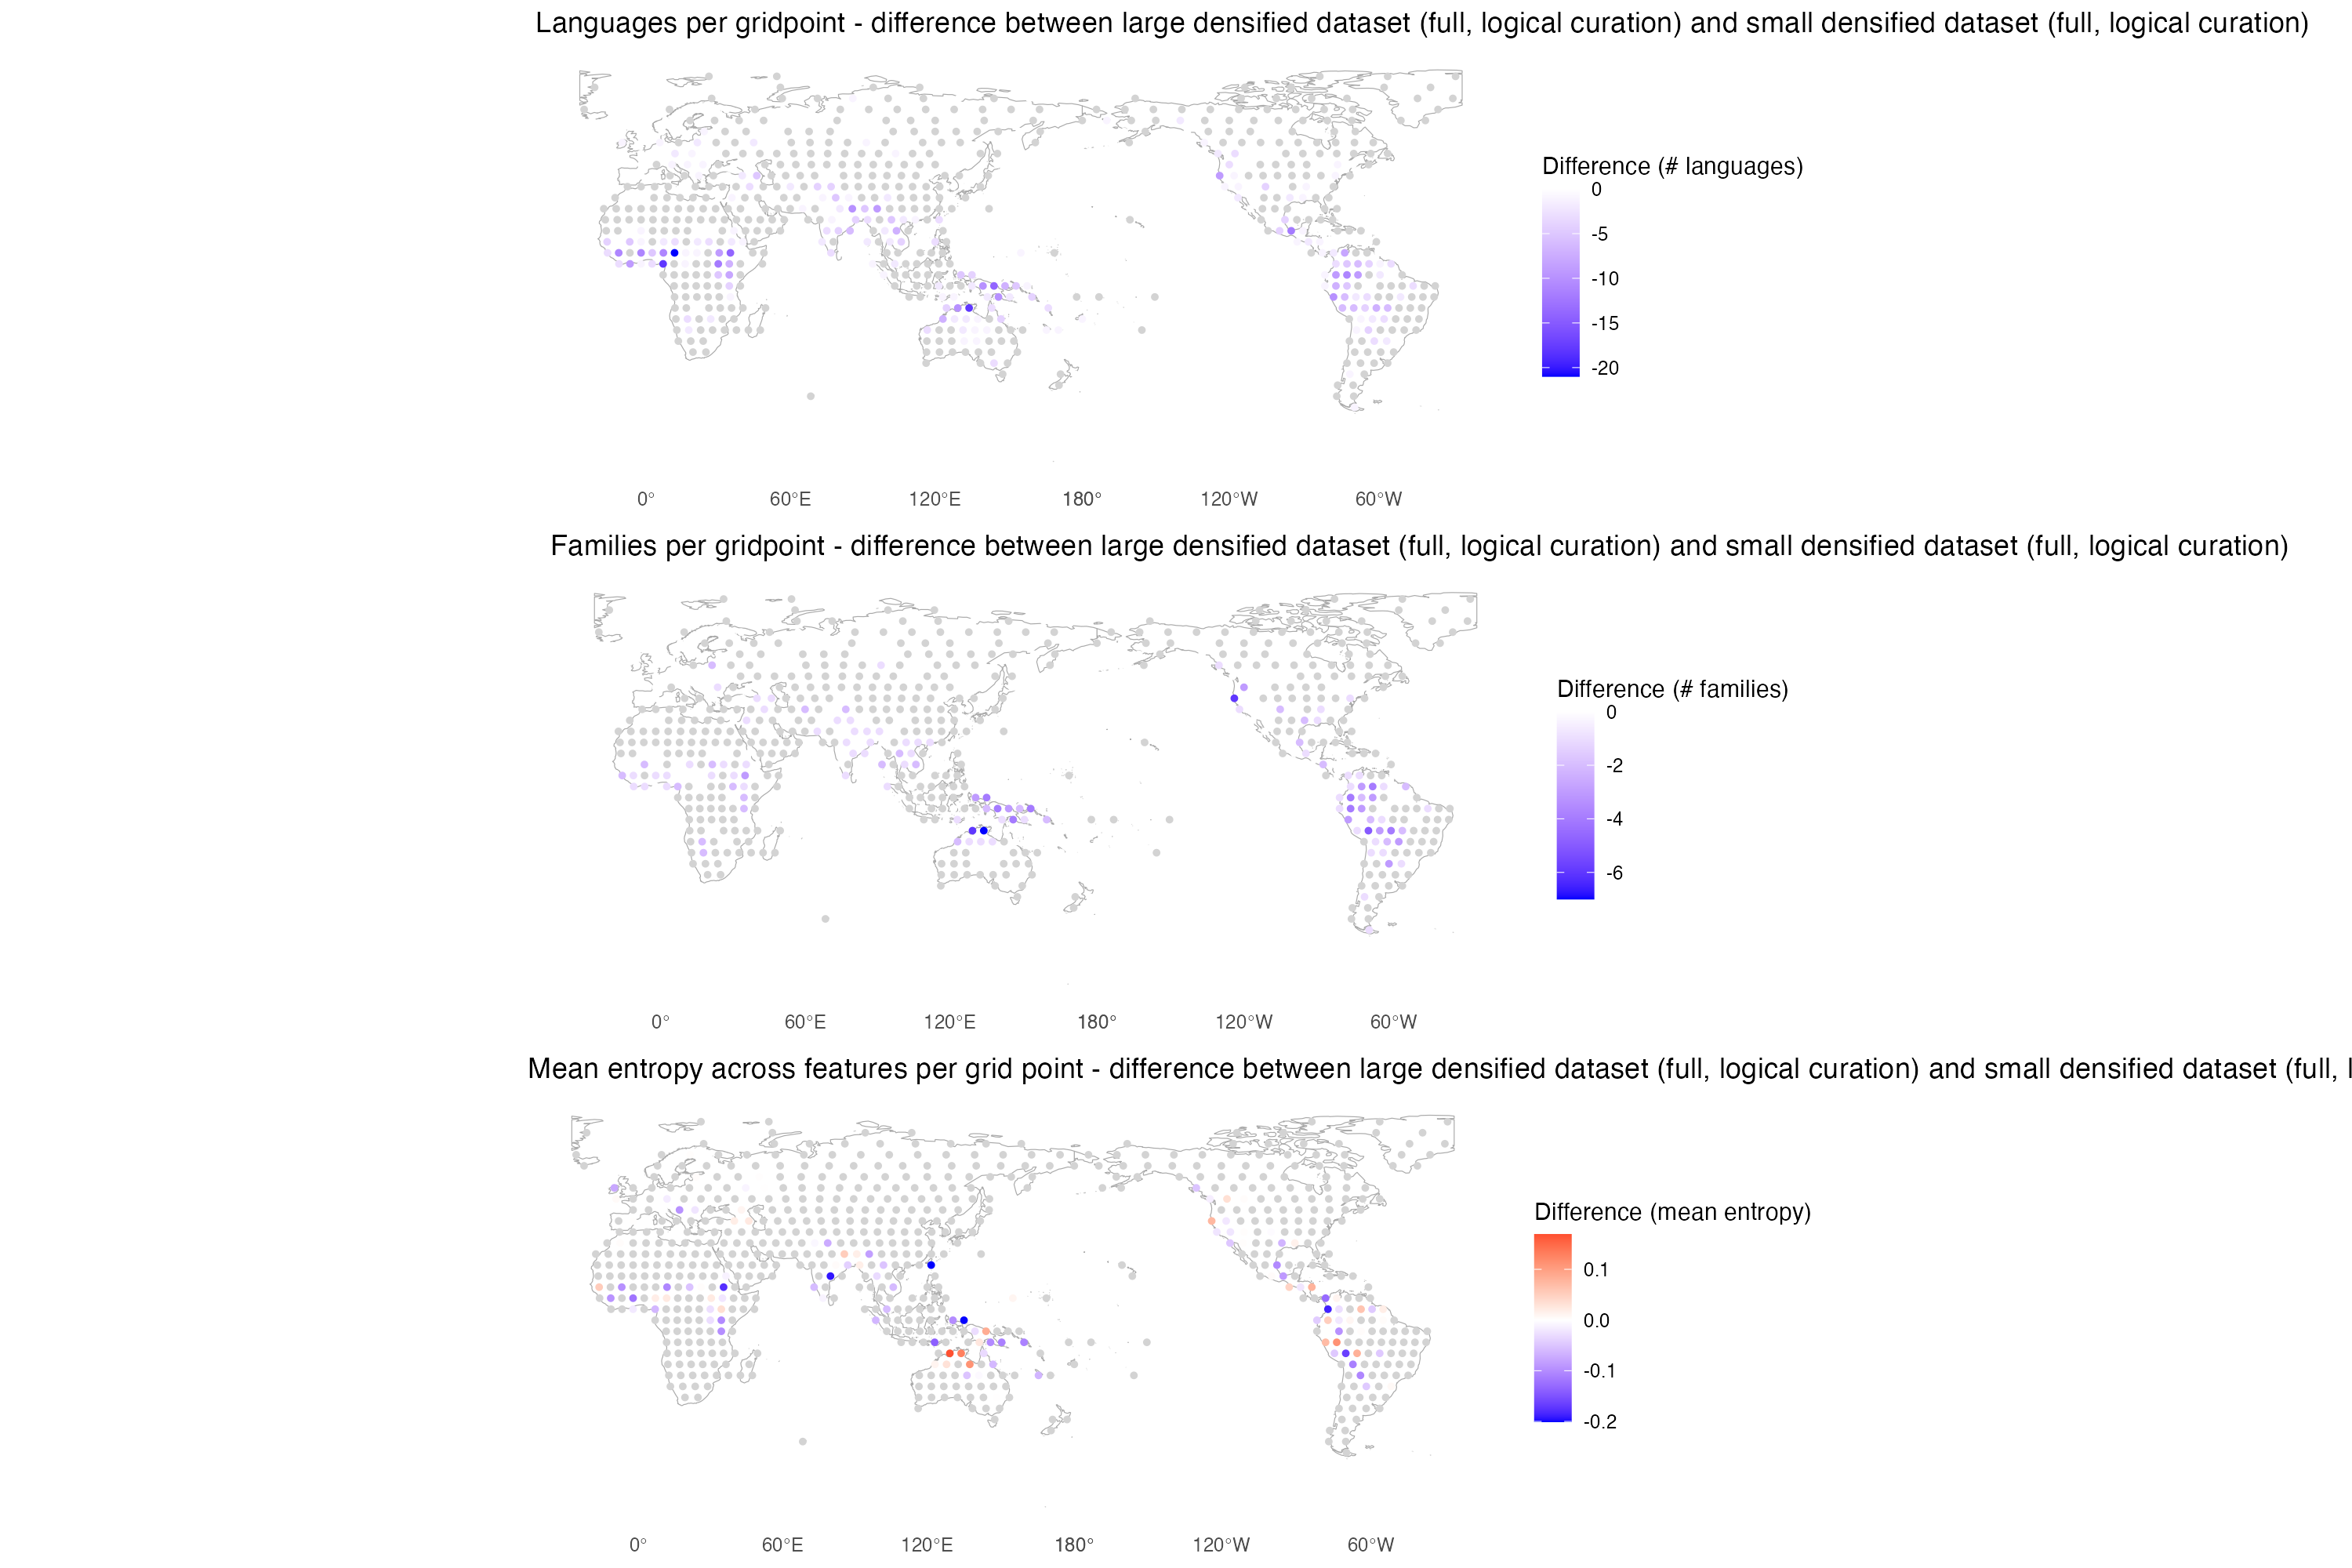 Languages per gridpoint - difference between large densified dataset (full, logical curation) and small densified dataset (full, logical curation)
Difference (# languages)
0
-5
-10
-15
-20
0°
60°E
120°E
180°
120°W
60°W
Families per gridpoint - difference between large densified dataset (full, logical curation) and small densified dataset (full, logical curation)
Difference (# families)
0
-2
-4
-6
0°
60°E
120°E
180°
120°W
60°W
Mean entropy across features per grid point - difference between large densified dataset (full, logical curation) and small densified dataset (full, l
Difference (mean entropy)
0.1
0.0
-0.1
-0.2
0°
60°E
120°E
180°
120°W
60°W